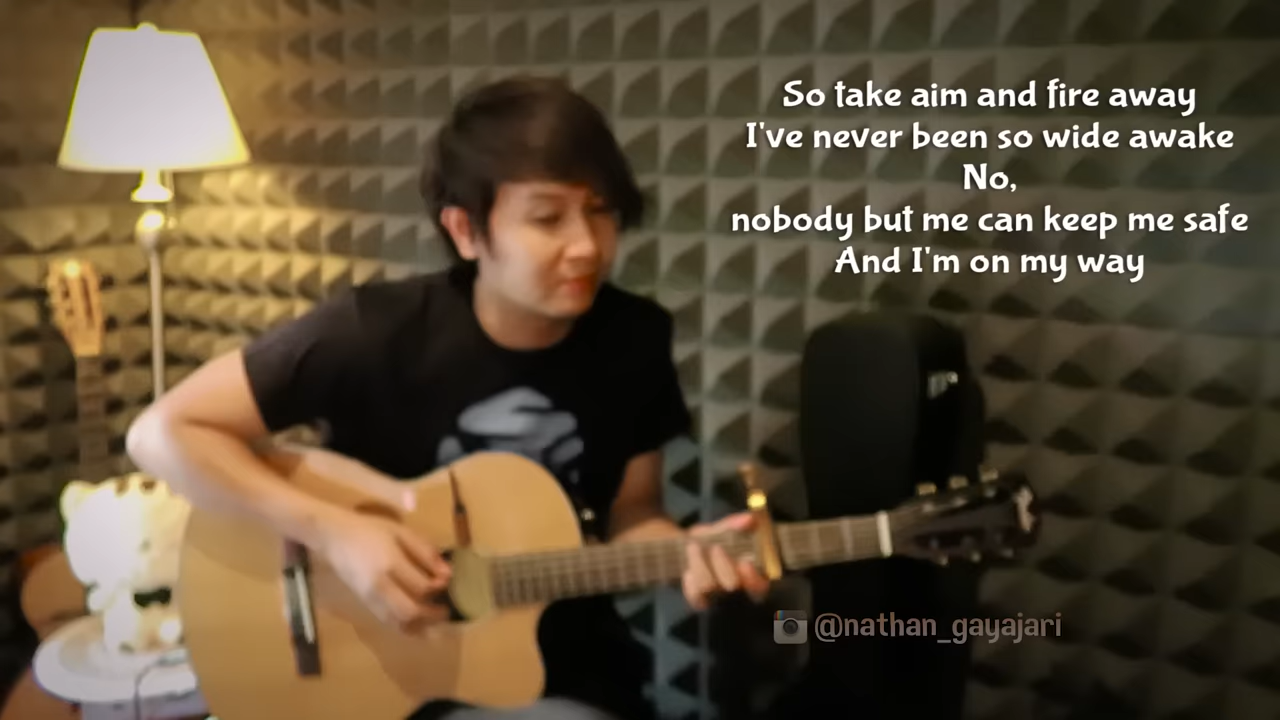 So take aim and fire away
I've never been so wide awake
No,
nobody but me can keep me safe
And I'm on my way
@nathan_gayajari